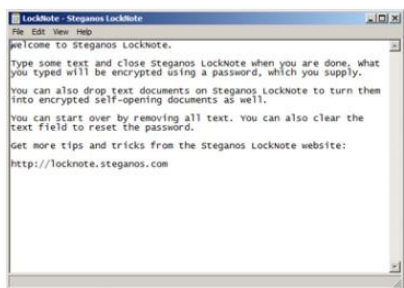 LockNote - Steganos LockNote
File Edit View Help
Welcome to Steganos LockNote.
Type some text and close Steganos LockNote when you are done. What
you typed will be encrypted using a password, which you supply.
You can also drop text documents on Steganos LockNote to turn them
into encrypted self-opening documents as well.
You can start over by removing all text. You can also clear the
text field to reset the password.
Get more tips and tricks from the Steganos LockNote website:
http://locknote.steganos.com